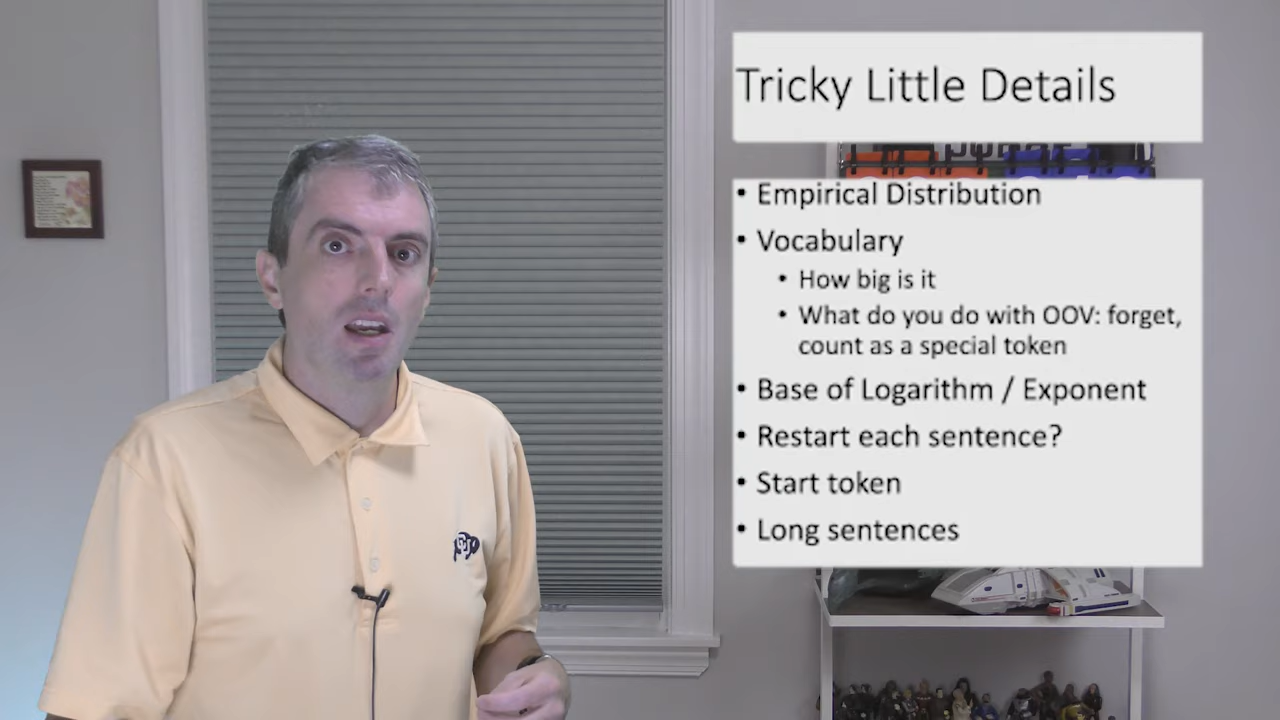 Tricky Little Details
• Empirical Distribution
• Vocabulary
• How big is it
• What do you do with OOV: forget,
count as a special token
• Base of Logarithm / Exponent
• Restart each sentence?
• Start token
• Long sentences
CU